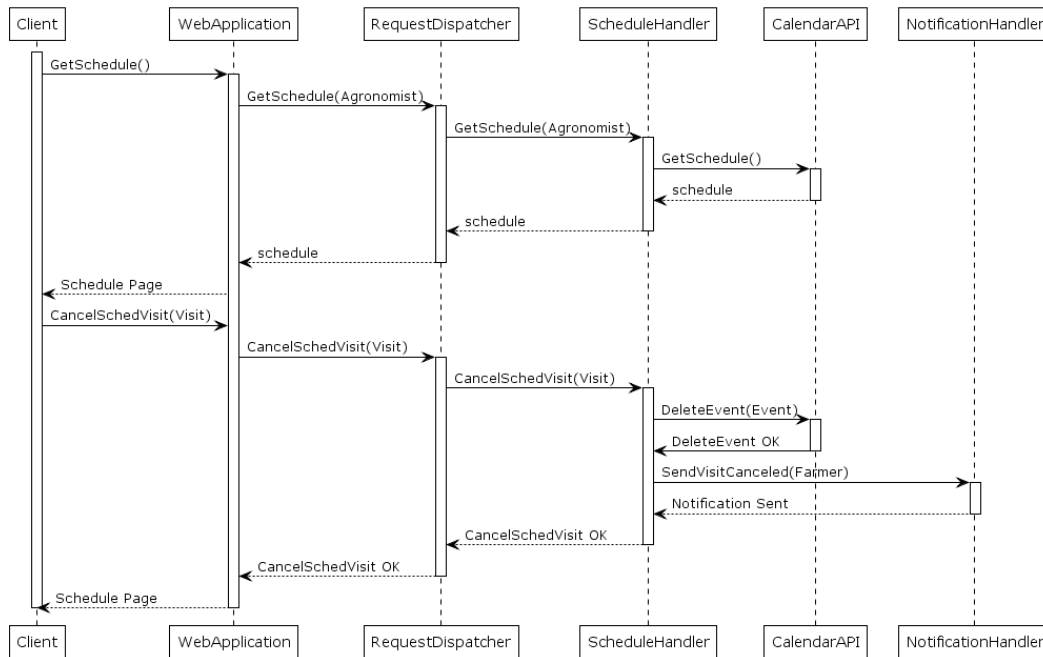 Client WebApplication RequestDispatcher ScheduleHandler CalendarAPI NotificationHandler
GetSchedule()
GetSchedule(Agronomist)
GetSchedule(Agronomist)
GetSchedule()
schedule
schedule
schedule
Schedule Page
CancelSchedVisit(Visit)
CancelSchedVisit(Visit)
CancelSchedVisit(Visit)
DeleteEvent(Event)
DeleteEvent OK
SendVisitCanceled(Farmer)
Notification Sent
CancelSchedVisit OK
CancelSchedVisit OK
Schedule Page
Client WebApplication RequestDispatcher ScheduleHandler CalendarAPI NotificationHandler